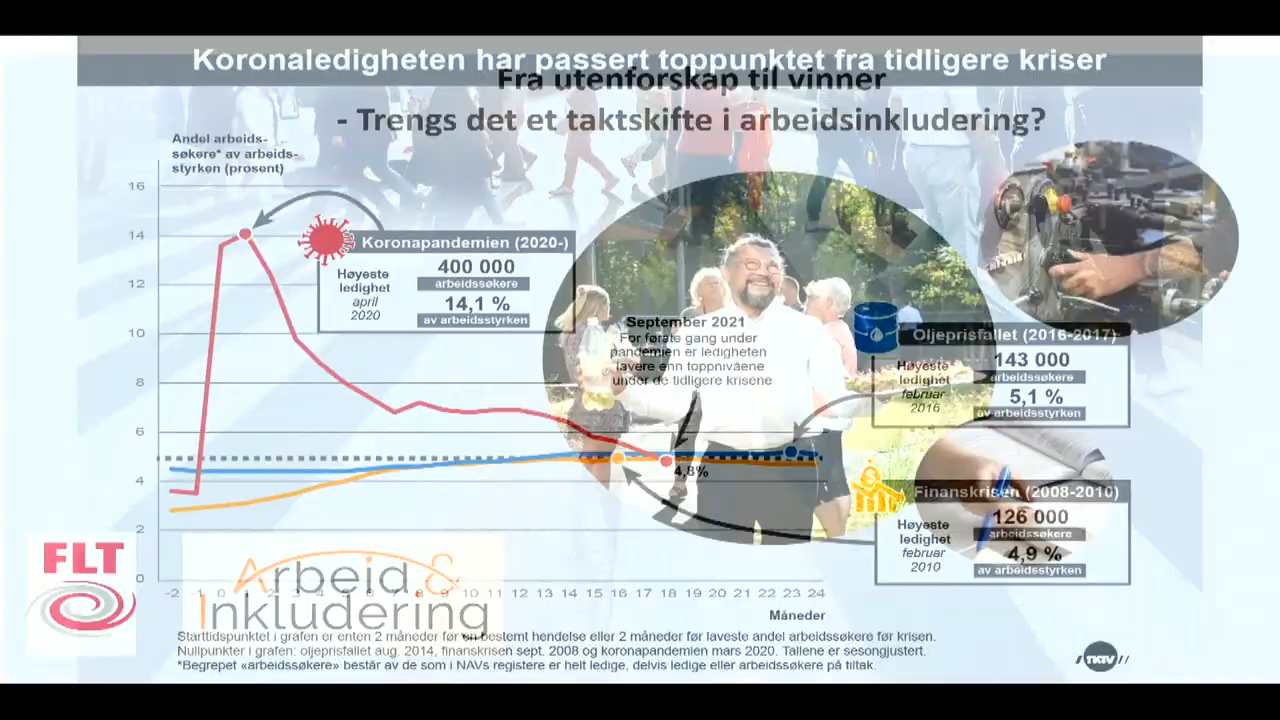 Koronaledigheten har passert toppunktet fra tidligere kriser
Fra utenforskap til vinner
- Trengs det et taktskifte i arbeidsinkludering?
Andel arbeids-
søkere* av arbeids-
styrken (prosent)
16
14
12
10
8
6
4
2
0
Koronapandemien (2020-)
Høyeste
ledighet
april
2020
400 000
arbeidssøkere
14,1 %
av arbeidsstyrken
September 2021
For første gang under
pandemien er ledigheten
lavere enn toppnivåene
under de tidligere krisene
4,8%
Oljeprisfallet (2016-2017)
Høyeste
ledighet
februar
2016
143 000
arbeidssøkere
5,1 %
av arbeidsstyrken
Finanskrisen (2008-2010)
Høyeste
ledighet
februar
2010
126 000
arbeidssøkere
4,9 %
av arbeidsstyrken
FLT
Arbeid &
Inkludering
-2 -1 0 1 2 3 4 5 6 7 8 9 10 11 12 13 14 15 16 17 18 19 20 21 22 23 24
Måneder
Starttidspunktet i grafen er enten 2 måneder før en bestemt hendelse eller 2 måneder før laveste andel arbeidssøkere før krisen.
Nullpunkter i grafen: oljeprisfallet aug. 2014, finanskrisen sept. 2008 og koronapandemien mars 2020. Tallene er sesongjustert.
*Begrepet «arbeidssøkere» består av de som i NAVs registere er helt ledige, delvis ledige eller arbeidssøkere på tiltak.
nav